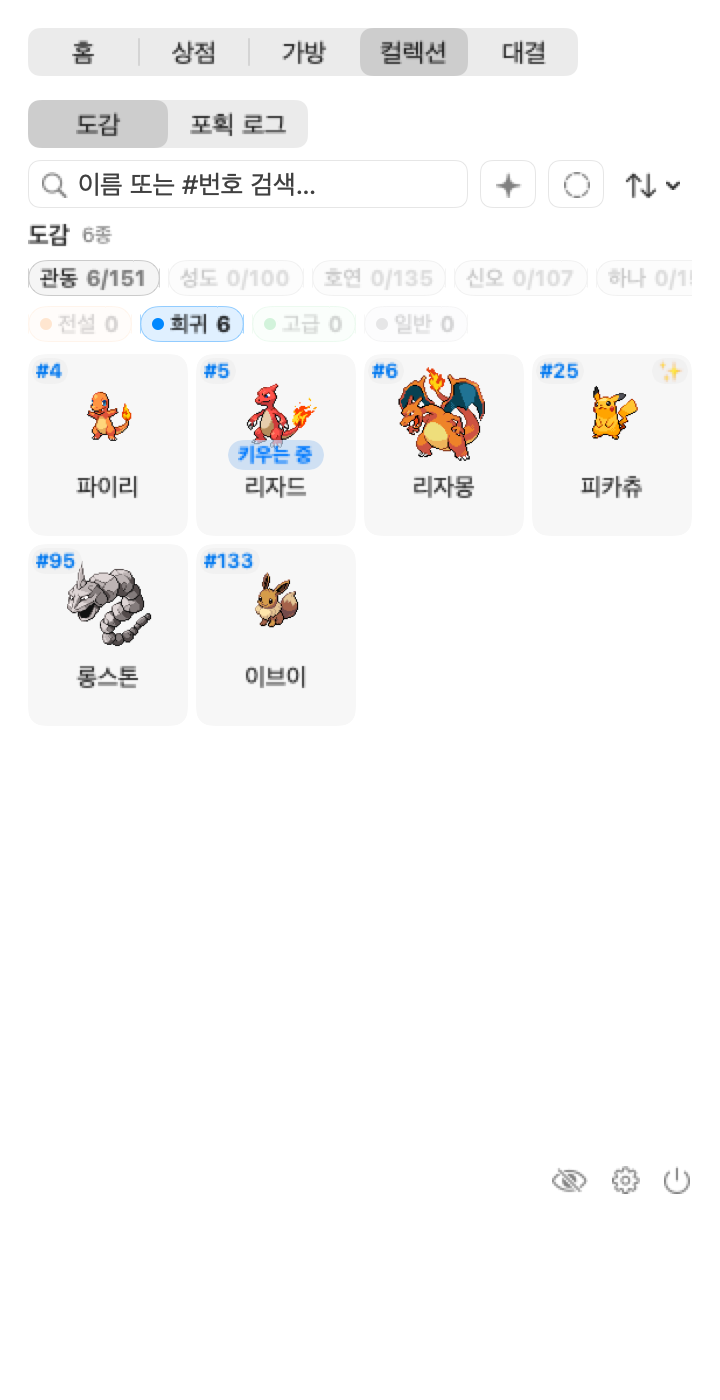 홈 상점 가방 컬렉션 대결
도감 포획 로그
이름 또는 #번호 검색...
도감 6종
관동 6/151 성도 0/100 호연 0/135 신오 0/107 하나
전설 0 희귀 6 고급 0 일반 0
#4 #5 #6 #25
키우는 중
파이리 리자드 리자몽 피카츄
#95 #133
롱스톤 이브이